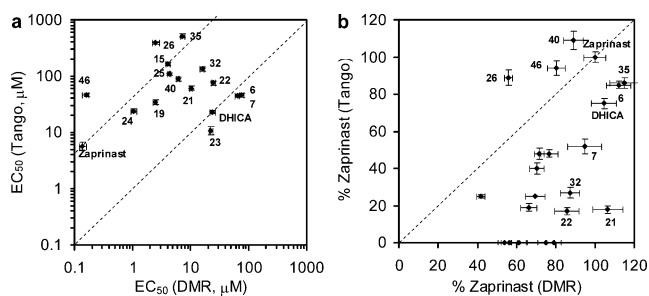 a
b
EC50 (Tango, μM)
1000
100
10
1
0.1
0.1 1 10 100 1000
EC50 (DMR, μM)
35
26
15
32
25
46
22
40
6
21
7
24
19
DHICA
23
Zaprinast
% Zaprinast (Tango)
120
100
80
60
40
20
0
0 20 40 60 80 100 120
% Zaprinast (DMR)
40
Zaprinast
46
26
35
6
DHICA
7
32
22
21